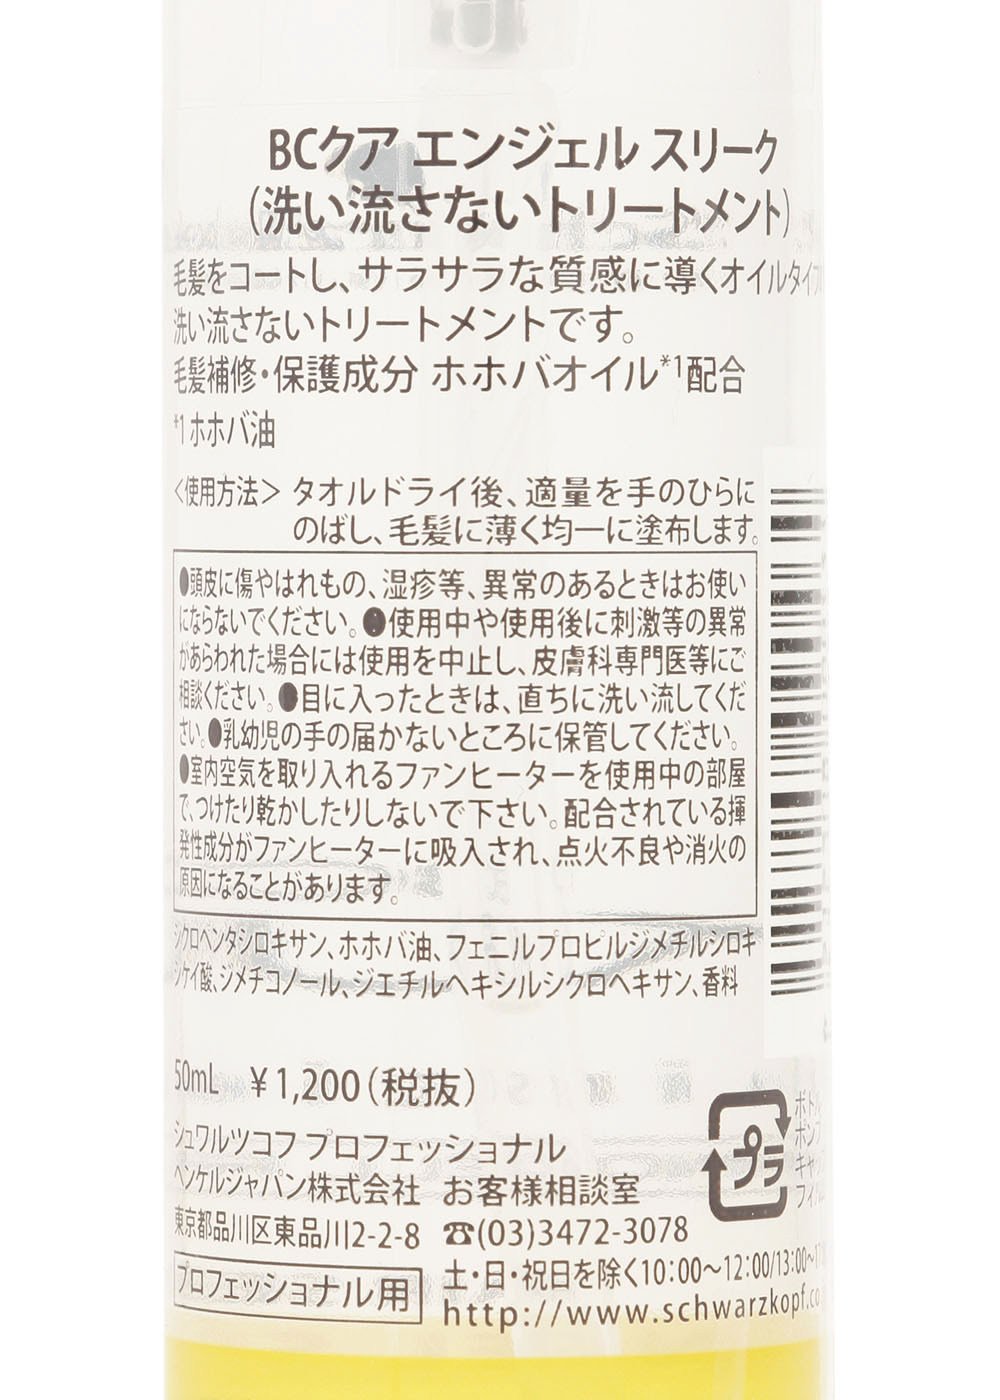 BCクア エンジェル スリーク
(洗い流さないトリートメント)
毛髪をコートし、サラサラな質感に導くオイルタイプ
洗い流さないトリートメントです。
毛髪補修・保護成分 ホホバオイル*1配合
*1 ホホバ油
<使用方法> タオルドライ後、適量を手のひらに
のばし、毛髪に薄く均一に塗布します。
●頭皮に傷やはれもの、湿疹等、異常のあるときはお使い
にならないでください。●使用中や使用後に刺激等の異常
があらわれた場合には使用を中止し、皮膚科専門医等にご
相談ください。●目に入ったときは、直ちに洗い流してくだ
さい。●乳幼児の手の届かないところに保管してください。
●室内空気を取り入れるファンヒーターを使用中の部屋
で、つけたり乾かしたりしないで下さい。配合されている揮
発性成分がファンヒーターに吸入され、点火不良や消火の
原因になることがあります。
シクロペンタシロキサン、ホホバ油、フェニルプロピルジメチルシロキ
シケイ酸、ジメチコノール、ジエチルヘキシルシクロヘキサン、香料
50mL ¥1,200(税抜)
シュワルツコフ プロフェッショナル
ヘンケルジャパン株式会社 お客様相談室
東京都品川区東品川2-2-8 ☎(03)3472-3078
土・日・祝日を除く10:00〜12:00/13:00〜1
プロフェッショナル用
http://www.schwarzkopf.co
プラ
ボトル
ポンプ
キャッ
フィル